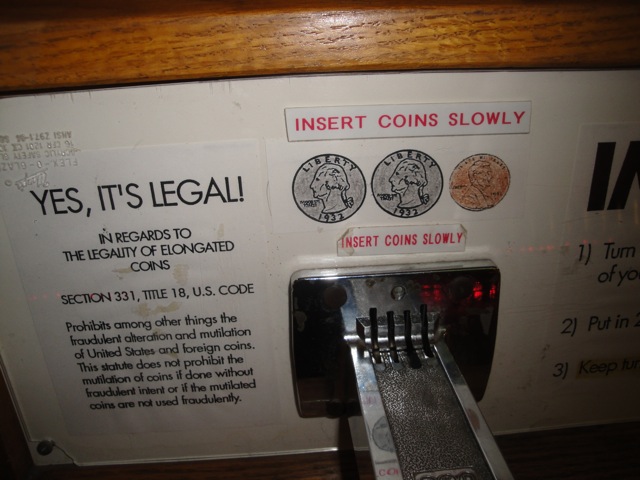 INSERT COINS SLOWLY
LIBERTY
1932
LIBERTY
1932
INSERT COINS SLOWLY
YES, IT'S LEGAL!
IN REGARDS TO
THE LEGALITY OF ELONGATED
COINS
SECTION 331, TITLE 18, U.S. CODE
Prohibits among other things the
fraudulent alteration and mutilation
of United States and foreign coins.
This statute does not prohibit the
mutilation of coins if done without
fraudulent intent or if the mutilated
coins are not used fraudulently.
1) Turn
of yo
2) Put in 2
3) Keep tur